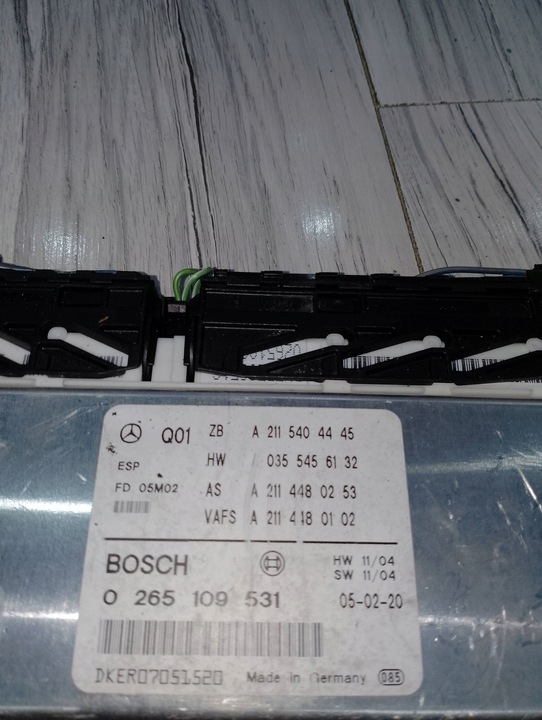 Q01 ZB A 211 540 44 45
HW 035 545 61 32
ESP
FD 05M02 AS A 211 448 02 53
VAFS A 211 448 01 02
BOSCH HW 11/04
SW 11/04
0 265 109 531 05-02-20
DKER07051520 Made in Germany 085